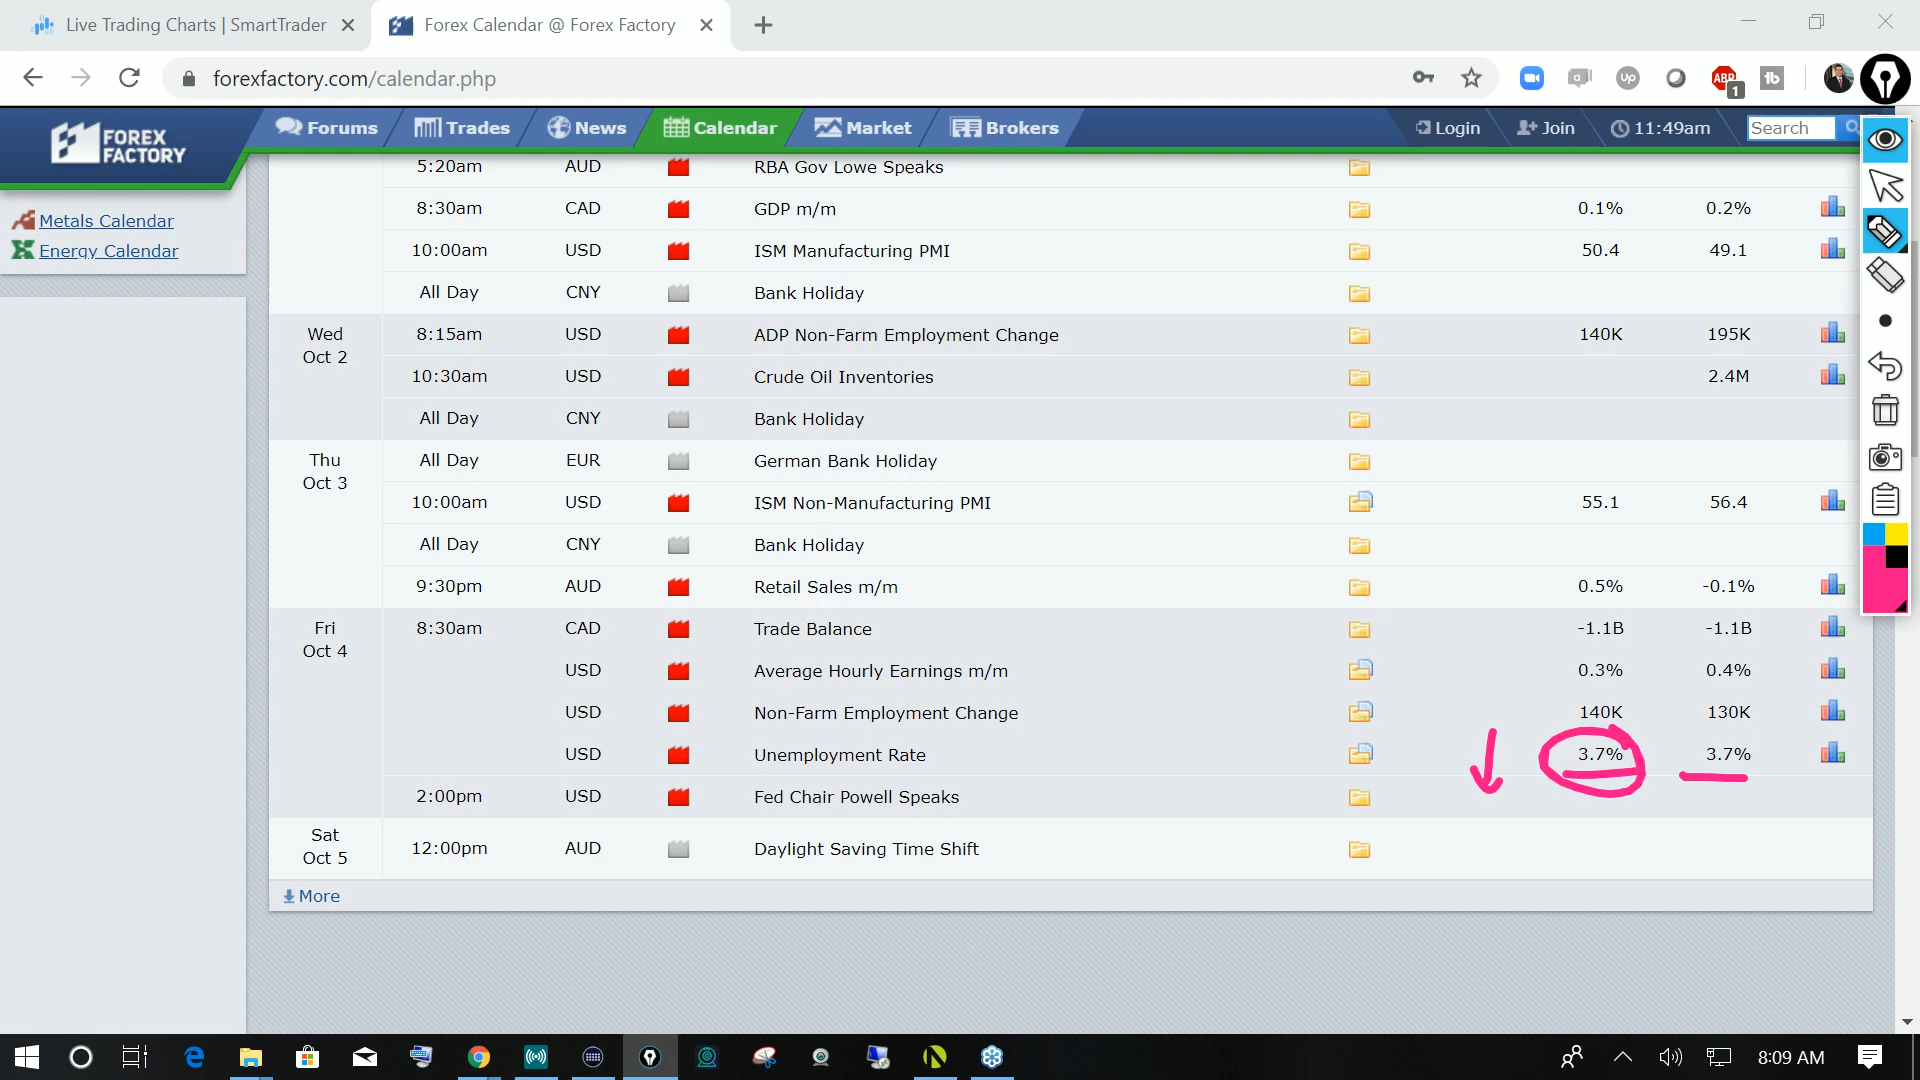 Live Trading Charts | SmartTrader
Forex Calendar @ Forex Factory
forexfactory.com/calendar.php
Up
ABP
1
tb
FOREX FACTORY
Forums
Trades
News
Calendar
Market
Brokers
Login
Join
11:49am
Search
Metals Calendar
Energy Calendar
5:20am AUD RBA Gov Lowe Speaks
8:30am CAD GDP m/m 0.1% 0.2%
10:00am USD ISM Manufacturing PMI 50.4 49.1
All Day CNY Bank Holiday
Wed Oct 2 8:15am USD ADP Non-Farm Employment Change 140K 195K
10:30am USD Crude Oil Inventories 2.4M
All Day CNY Bank Holiday
Thu Oct 3 All Day EUR German Bank Holiday
10:00am USD ISM Non-Manufacturing PMI 55.1 56.4
All Day CNY Bank Holiday
9:30pm AUD Retail Sales m/m 0.5% -0.1%
Fri Oct 4 8:30am CAD Trade Balance -1.1B -1.1B
USD Average Hourly Earnings m/m 0.3% 0.4%
USD Non-Farm Employment Change 140K 130K
USD Unemployment Rate 3.7% 3.7%
2:00pm USD Fed Chair Powell Speaks
Sat Oct 5 12:00pm AUD Daylight Saving Time Shift
More
8:09 AM